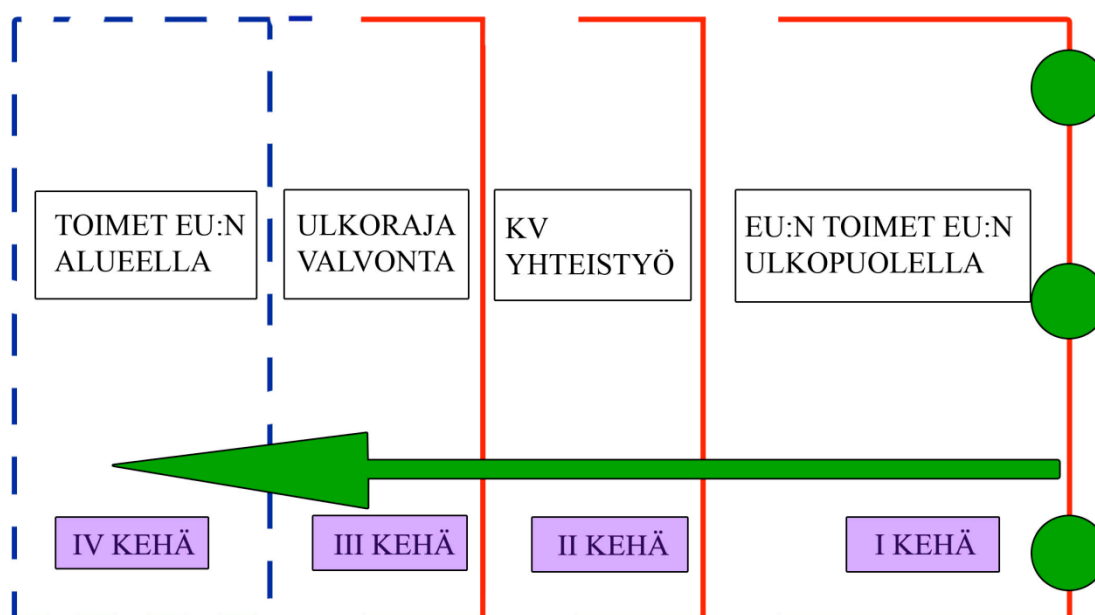 TOIMET EU:N
ALUEELLA
ULKORAJA
VALVONTA
KV
YHTEISTYÖ
EU:N TOIMET EU:N
ULKOPUOLELLA
IV KEHÄ
III KEHÄ
II KEHÄ
I KEHÄ